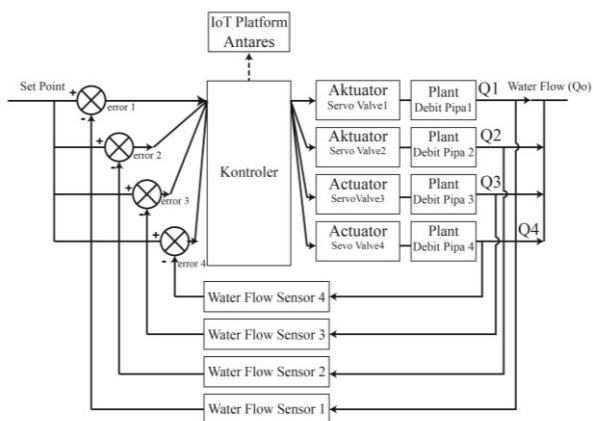 IoT Platform
Antares
Set Point
+
-
error 1
+
-
error 2
+
-
error 3
+
-
error 4
Kontroler
Aktuator
Servo Valve1
Plant
Debit Pipa1
Q1
Water Flow (Qo)
Aktuator
Servo Valve2
Plant
Debit Pipa 2
Q2
Actuator
ServoValve3
Plant
Debit Pipa 3
Q3
Actuator
Sevo Valve4
Plant
Debit Pipa 4
Q4
Water Flow Sensor 4
Water Flow Sensor 3
Water Flow Sensor 2
Water Flow Sensor 1